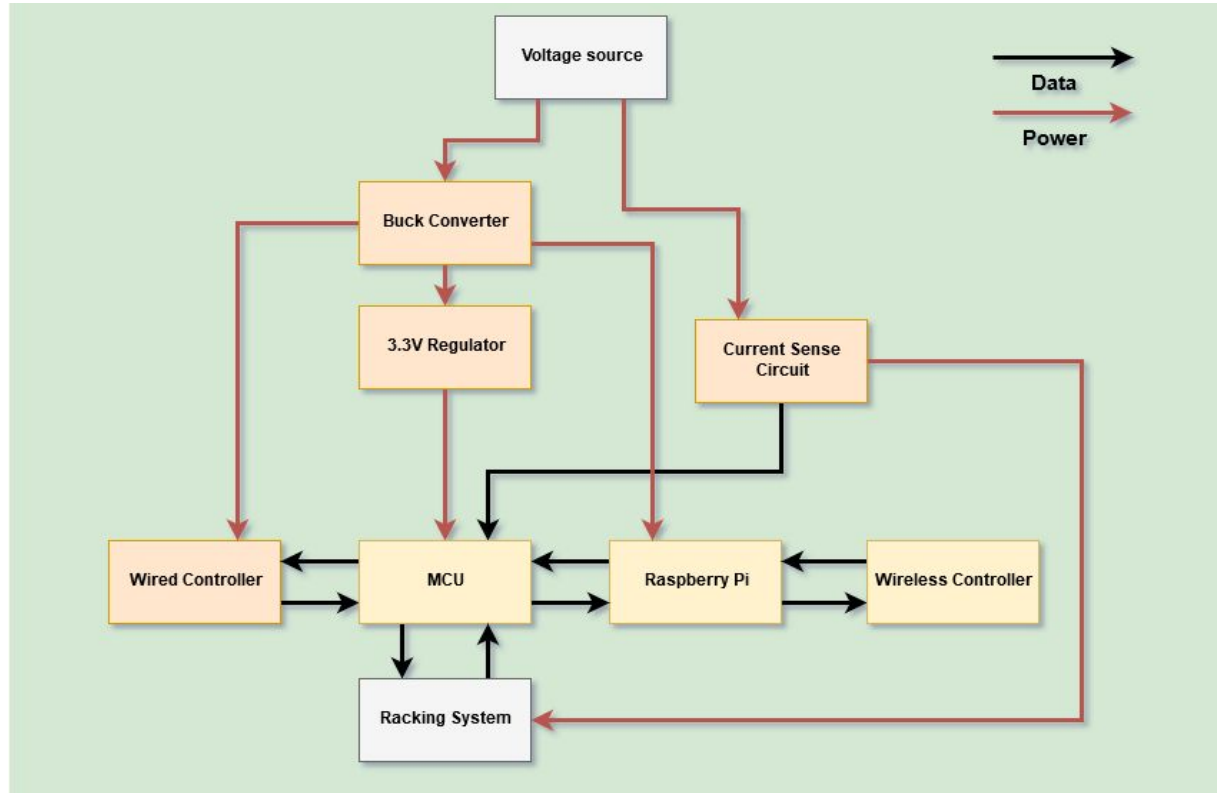 Voltage source
Data
Power
Buck Converter
3.3V Regulator
Current Sense
Circuit
Wired Controller
MCU
Raspberry Pi
Wireless Controller
Racking System